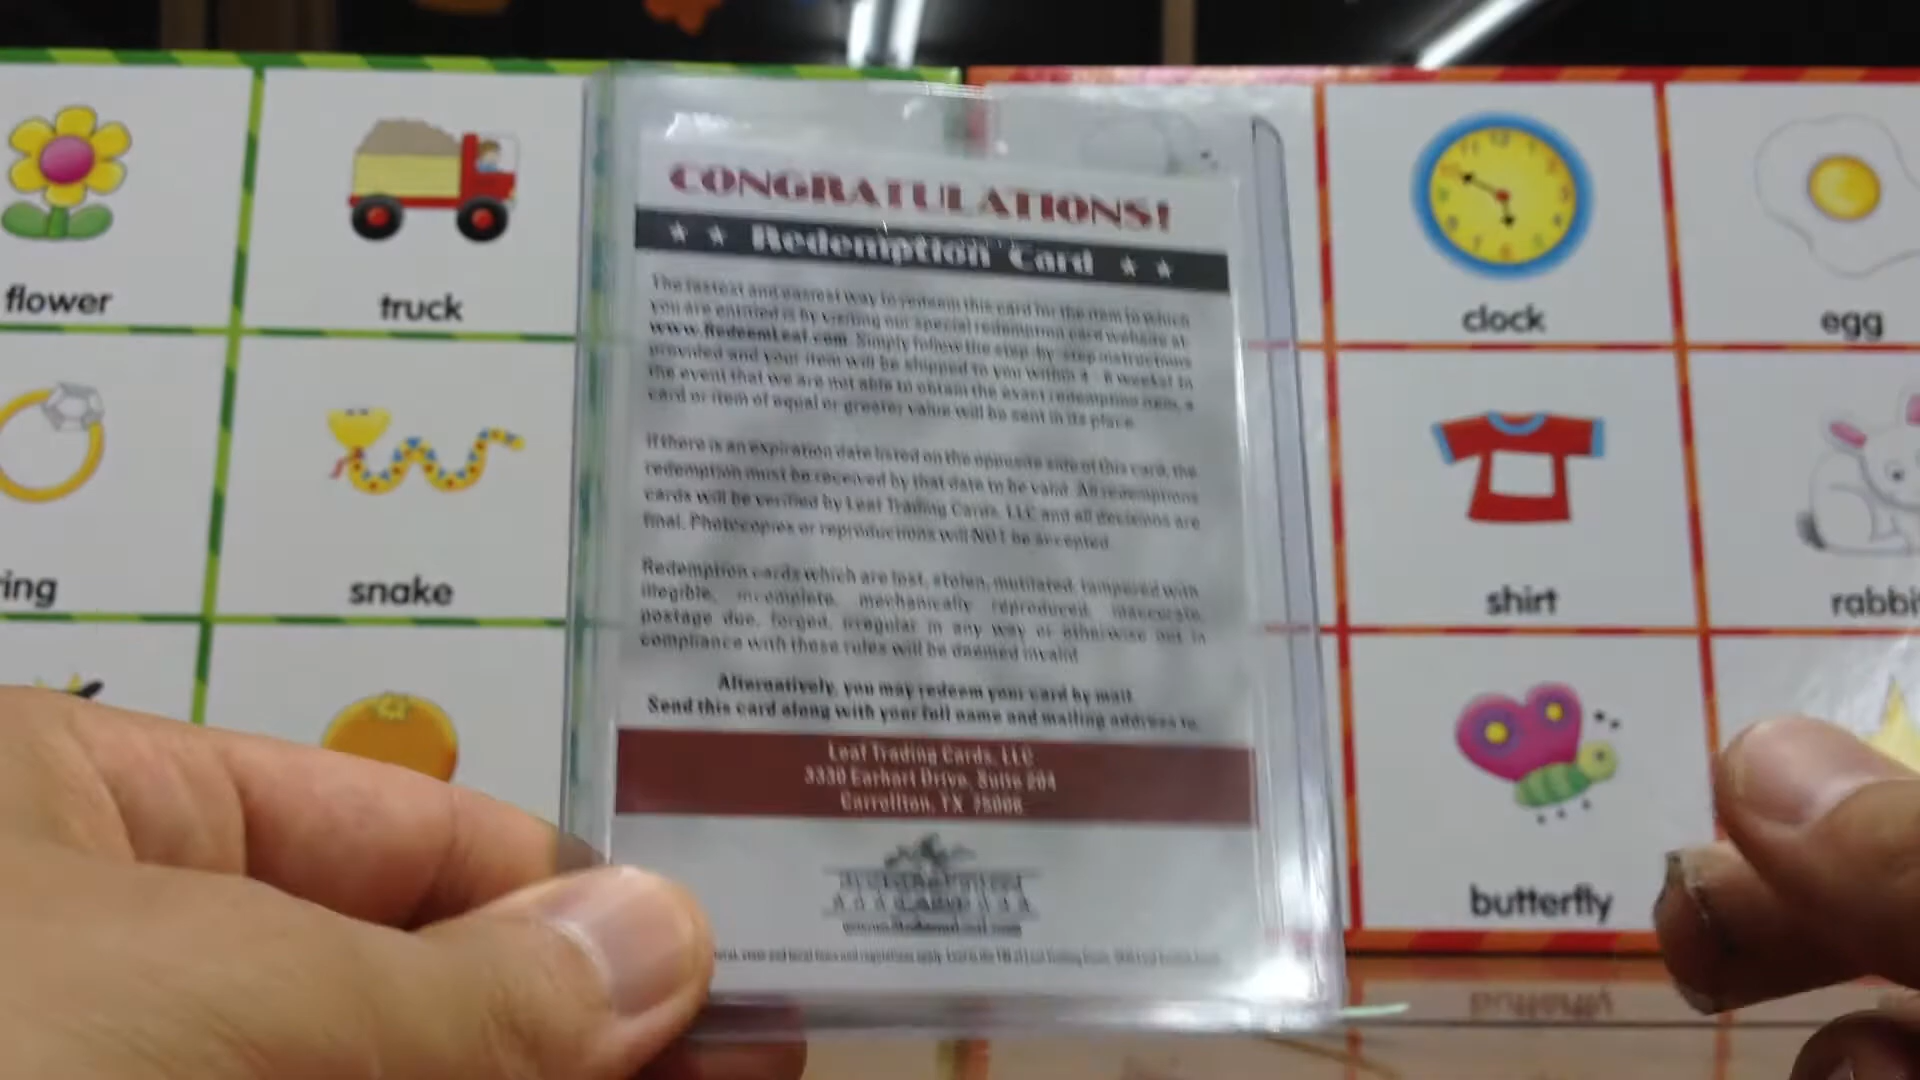 flower
truck
clock
egg
ring
snake
shirt
rabbi
butterfly
CONGRATULATIONS!
Redemption Card
The fastest and easiest way to redeem this card for the item to which
you are entitled is by visiting our special redemption card website at
www.RedeemLeaf.com. Simply follow the step-by-step instructions
provided and your item will be shipped to you within 4 - 6 weeks! In
the event that we are not able to obtain the exact redemption item, a
card or item of equal or greater value will be sent in its place.
If there is an expiration date listed on the opposite side of this card, the
redemption must be received by that date to be valid. All redemptions
cards will be verified by Leaf Trading Cards, LLC and all decisions are
final. Photocopies or reproductions will NOT be accepted.
Redemption cards which are lost, stolen, mutilated, tampered with
illegible, incomplete, mechanically reproduced, inaccurate,
postage due, forged, irregular in any way or otherwise not in
compliance with these rules will be deemed invalid.
Alternatively, you may redeem your card by mail.
Send this card along with your full name and mailing address to:
Leaf Trading Cards, LLC
3330 Earhart Drive, Suite 204
Carrollton, TX 75006
www.RedeemLeaf.com